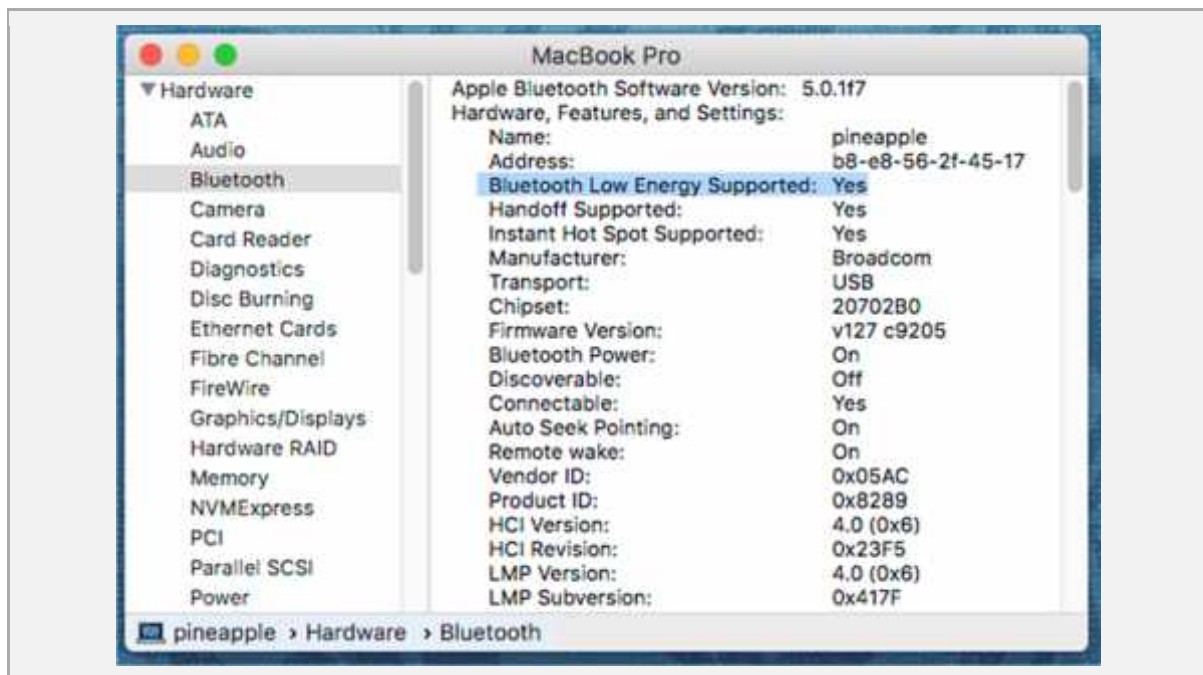 MacBook Pro
Hardware
ATA
Audio
Bluetooth
Camera
Card Reader
Diagnostics
Disc Burning
Ethernet Cards
Fibre Channel
FireWire
Graphics/Displays
Hardware RAID
Memory
NVMExpress
PCI
Parallel SCSI
Power
Apple Bluetooth Software Version: 5.0.1f7
Hardware, Features, and Settings:
Name: pineapple
Address: b8-e8-56-2f-45-17
Bluetooth Low Energy Supported: Yes
Handoff Supported: Yes
Instant Hot Spot Supported: Yes
Manufacturer: Broadcom
Transport: USB
Chipset: 20702B0
Firmware Version: v127 c9205
Bluetooth Power: On
Discoverable: Off
Connectable: Yes
Auto Seek Pointing: On
Remote wake: On
Vendor ID: 0x05AC
Product ID: 0x8289
HCI Version: 4.0 (0x6)
HCI Revision: 0x23F5
LMP Version: 4.0 (0x6)
LMP Subversion: 0x417F
pineapple › Hardware › Bluetooth